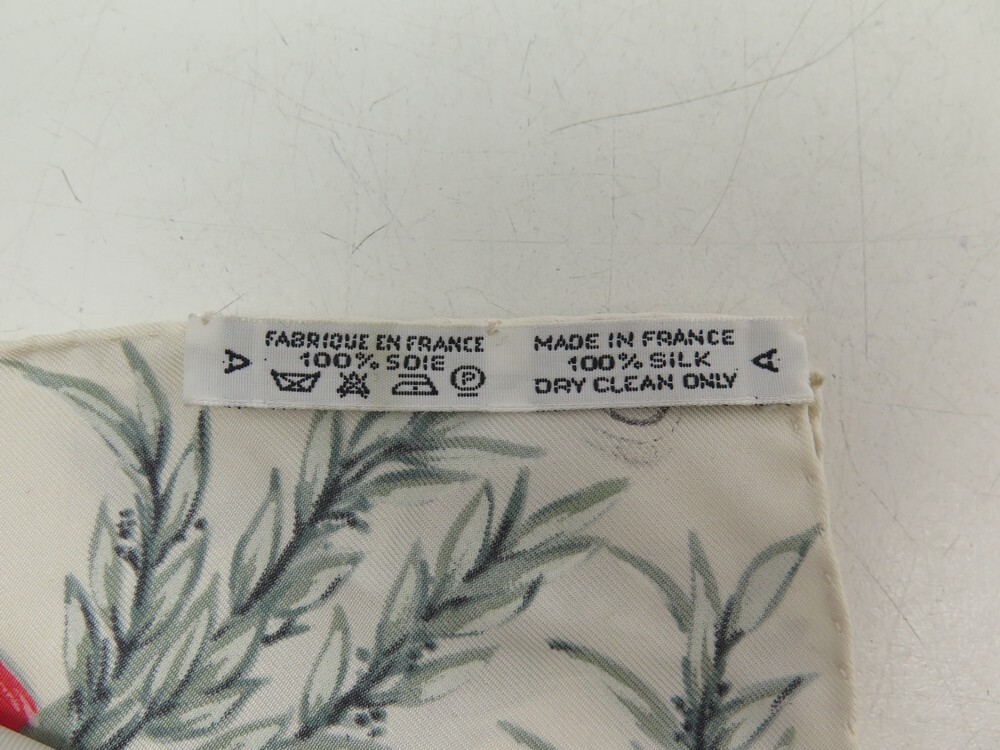 A
FABRIQUE EN FRANCE
100% SOIE
P
MADE IN FRANCE
100% SILK
DRY CLEAN ONLY
A